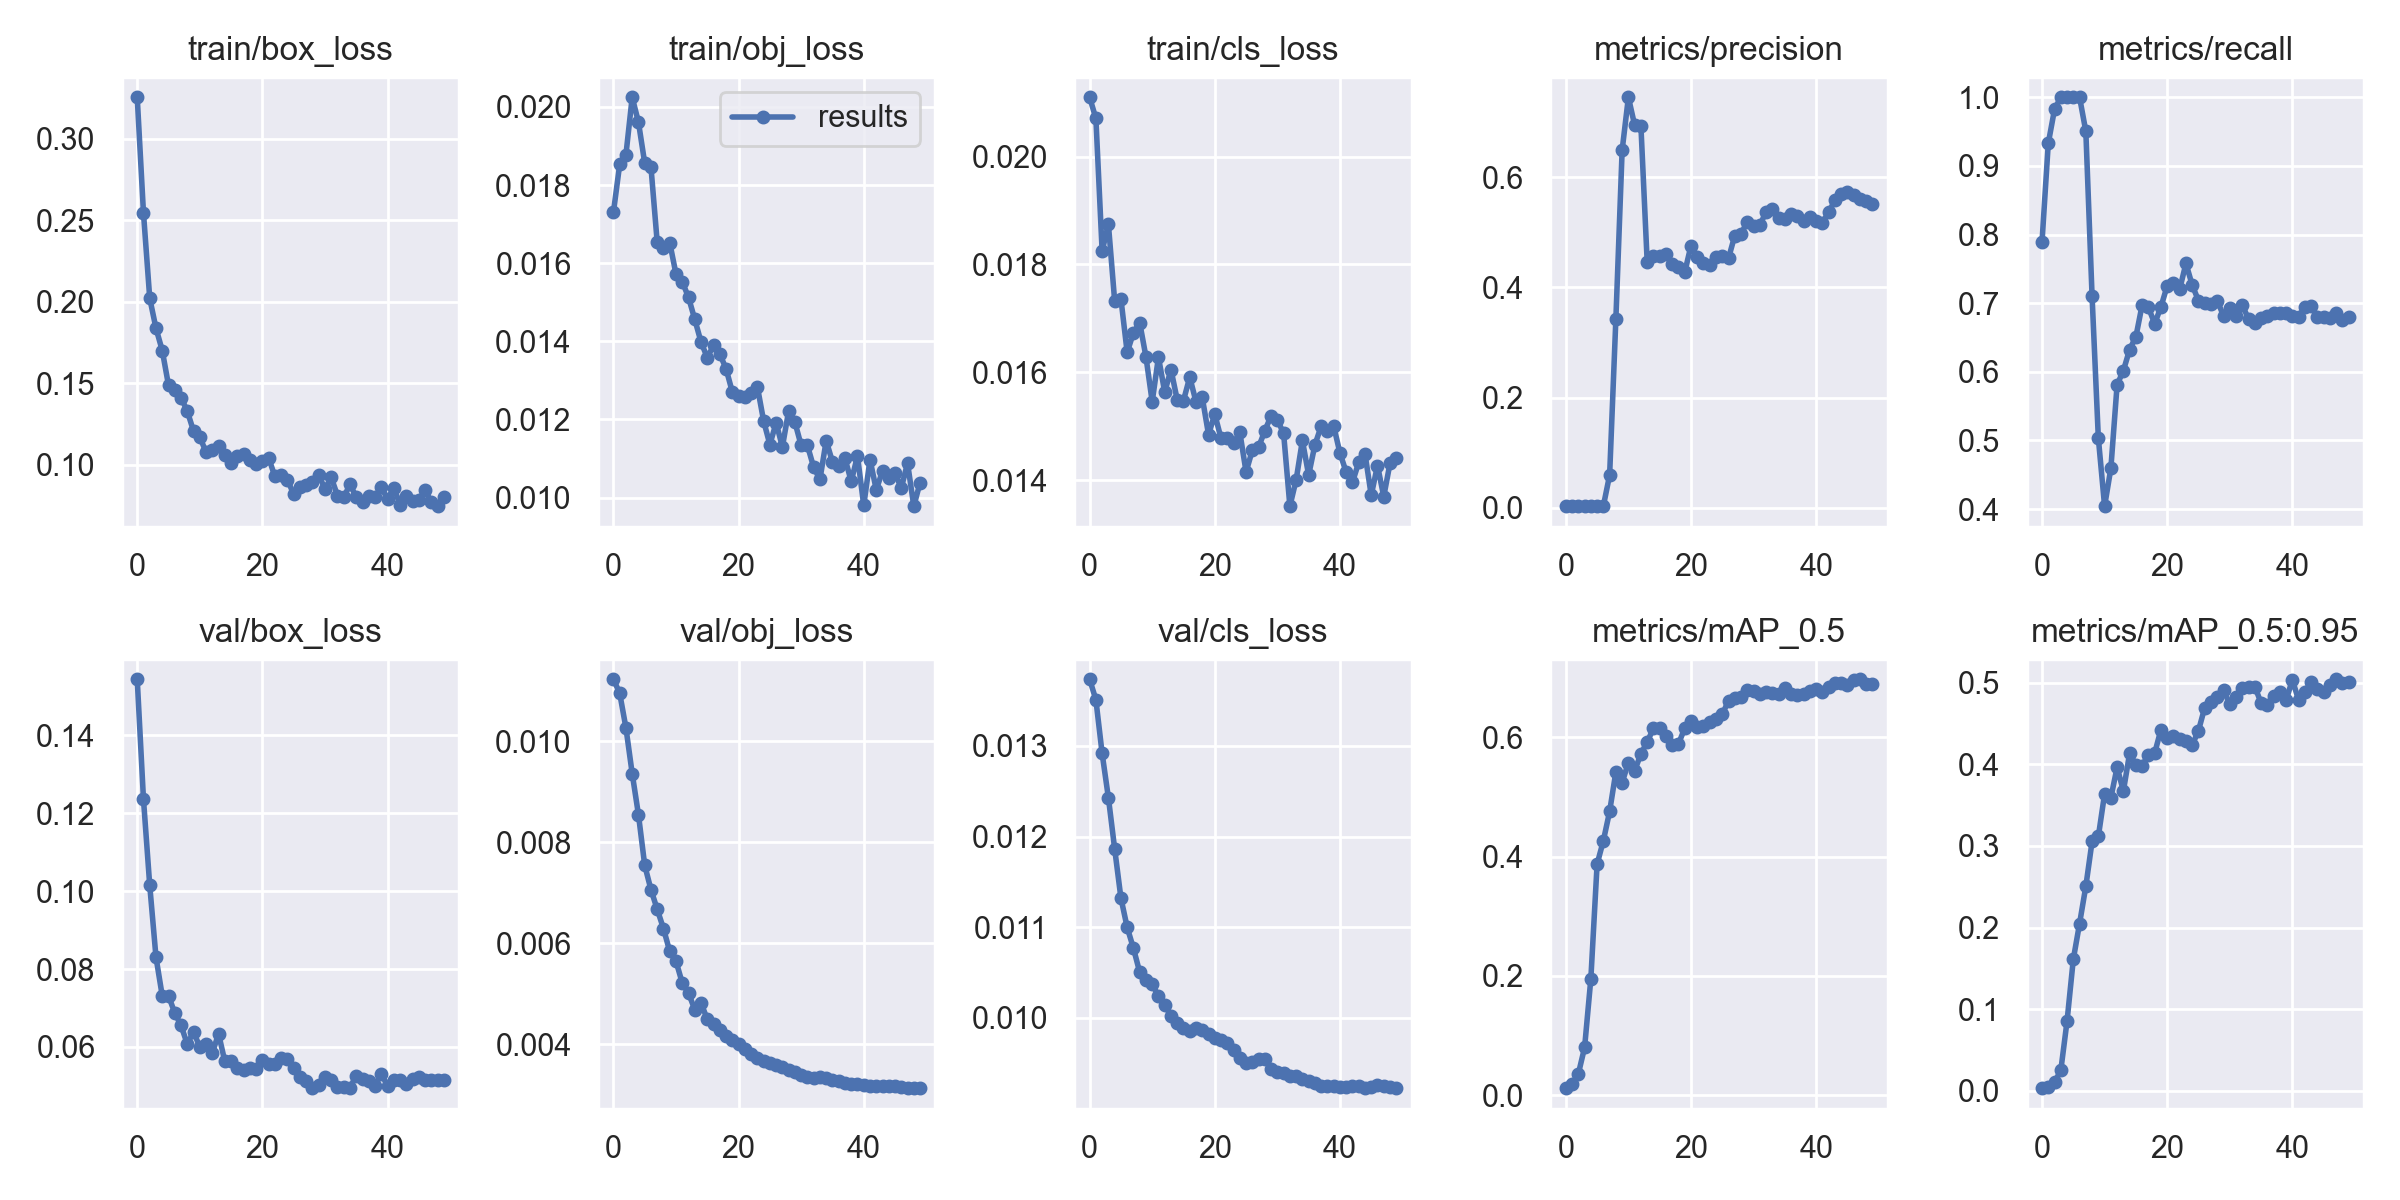 train/box_loss
0.30
0.25
0.20
0.15
0.10
0 20 40
train/obj_loss
results
0.020
0.018
0.016
0.014
0.012
0.010
0 20 40
train/cls_loss
0.020
0.018
0.016
0.014
0 20 40
metrics/precision
0.6
0.4
0.2
0.0
0 20 40
metrics/recall
1.0
0.9
0.8
0.7
0.6
0.5
0.4
0 20 40
val/box_loss
0.14
0.12
0.10
0.08
0.06
0 20 40
val/obj_loss
0.010
0.008
0.006
0.004
0 20 40
val/cls_loss
0.013
0.012
0.011
0.010
0 20 40
metrics/mAP_0.5
0.6
0.4
0.2
0.0
0 20 40
metrics/mAP_0.5:0.95
0.5
0.4
0.3
0.2
0.1
0.0
0 20 40